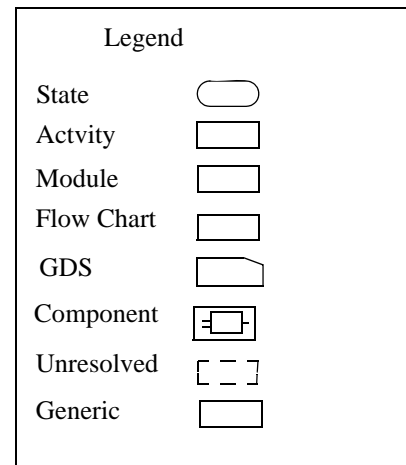 Legend
State
Actvity
Module
Flow Chart
GDS
Component
Unresolved
Generic